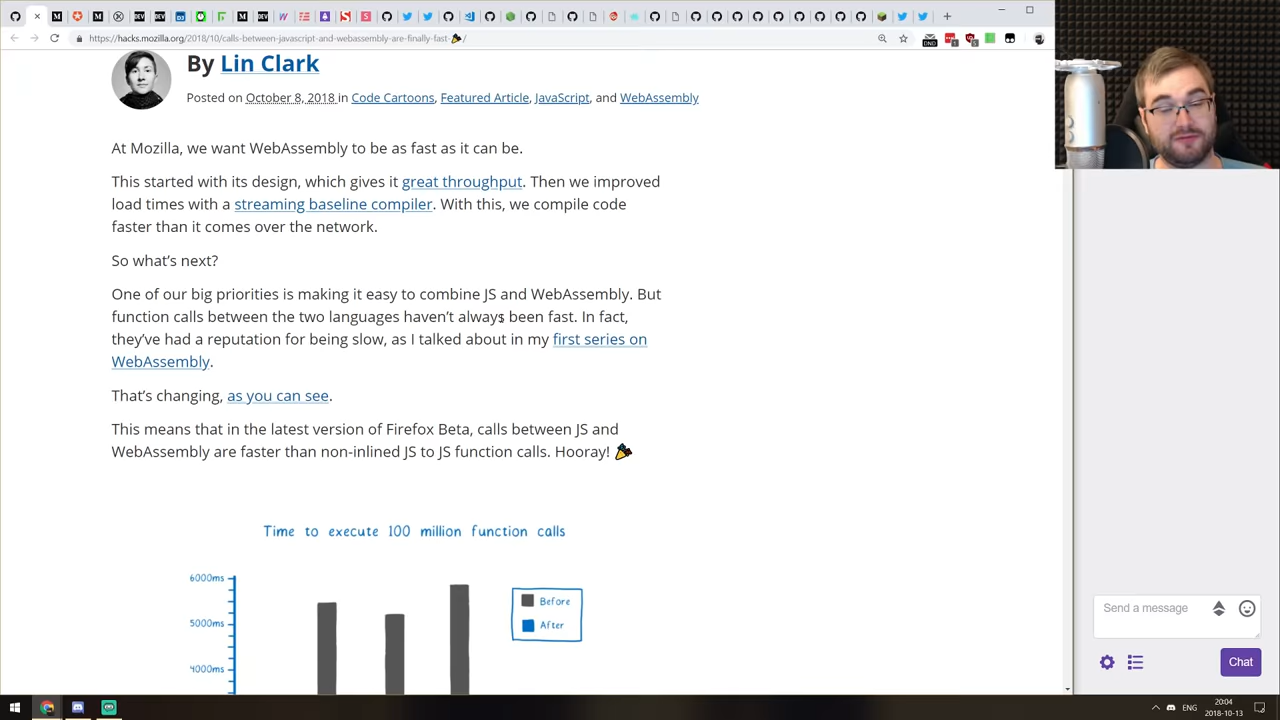 https://hacks.mozilla.org/2018/10/calls-between-javascript-and-webassembly-are-finally-fast-🎉/
By Lin Clark
Posted on October 8, 2018 in Code Cartoons, Featured Article, JavaScript, and WebAssembly
At Mozilla, we want WebAssembly to be as fast as it can be.
This started with its design, which gives it great throughput. Then we improved
load times with a streaming baseline compiler. With this, we compile code
faster than it comes over the network.
So what’s next?
One of our big priorities is making it easy to combine JS and WebAssembly. But
function calls between the two languages haven’t always been fast. In fact,
they’ve had a reputation for being slow, as I talked about in my first series on
WebAssembly.
That’s changing, as you can see.
This means that in the latest version of Firefox Beta, calls between JS and
WebAssembly are faster than non-inlined JS to JS function calls. Hooray! 🎉
Time to execute 100 million function calls
6000ms
5000ms
4000ms
Before
After
Send a message
Chat
ENG
20:04
2018-10-13